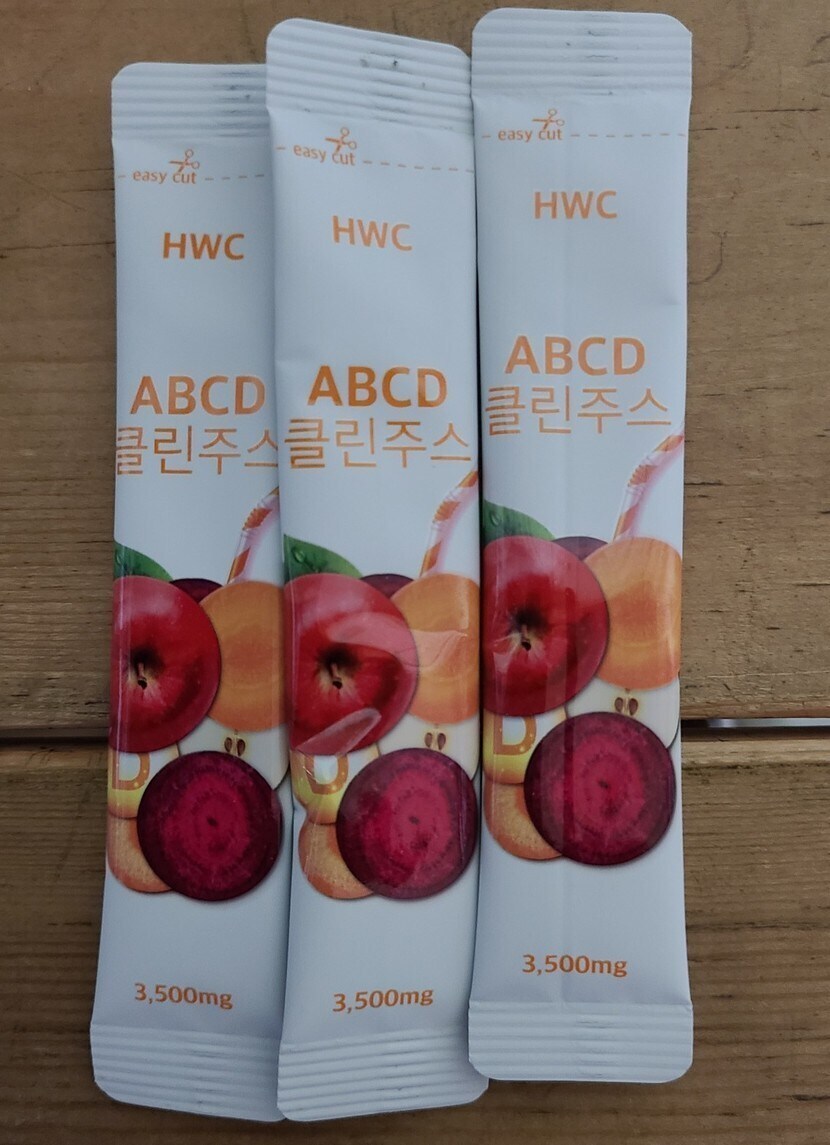 easy cut
HWC
ABCD
클린주스
D
3,500mg
easy cut
HWC
ABCD
클린주스
D
3,500mg
easy cut
HWC
ABCD
클린주스
D
3,500mg